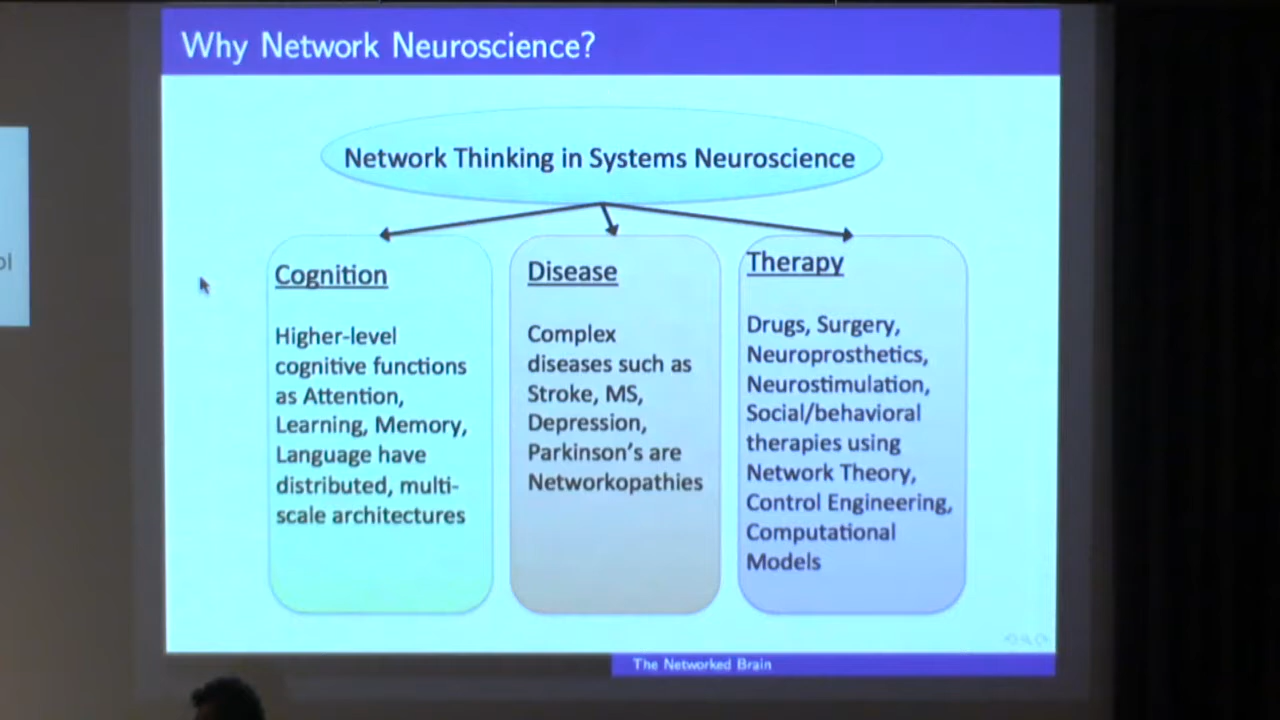 Why Network Neuroscience?
Network Thinking in Systems Neuroscience
Cognition
Higher-level
cognitive functions
as Attention,
Learning, Memory,
Language have
distributed, multi-
scale architectures
Disease
Complex
diseases such as
Stroke, MS,
Depression,
Parkinson's are
Networkopathies
Therapy
Drugs, Surgery,
Neuroprosthetics,
Neurostimulation,
Social/behavioral
therapies using
Network Theory,
Control Engineering,
Computational
Models
The Networked Brain